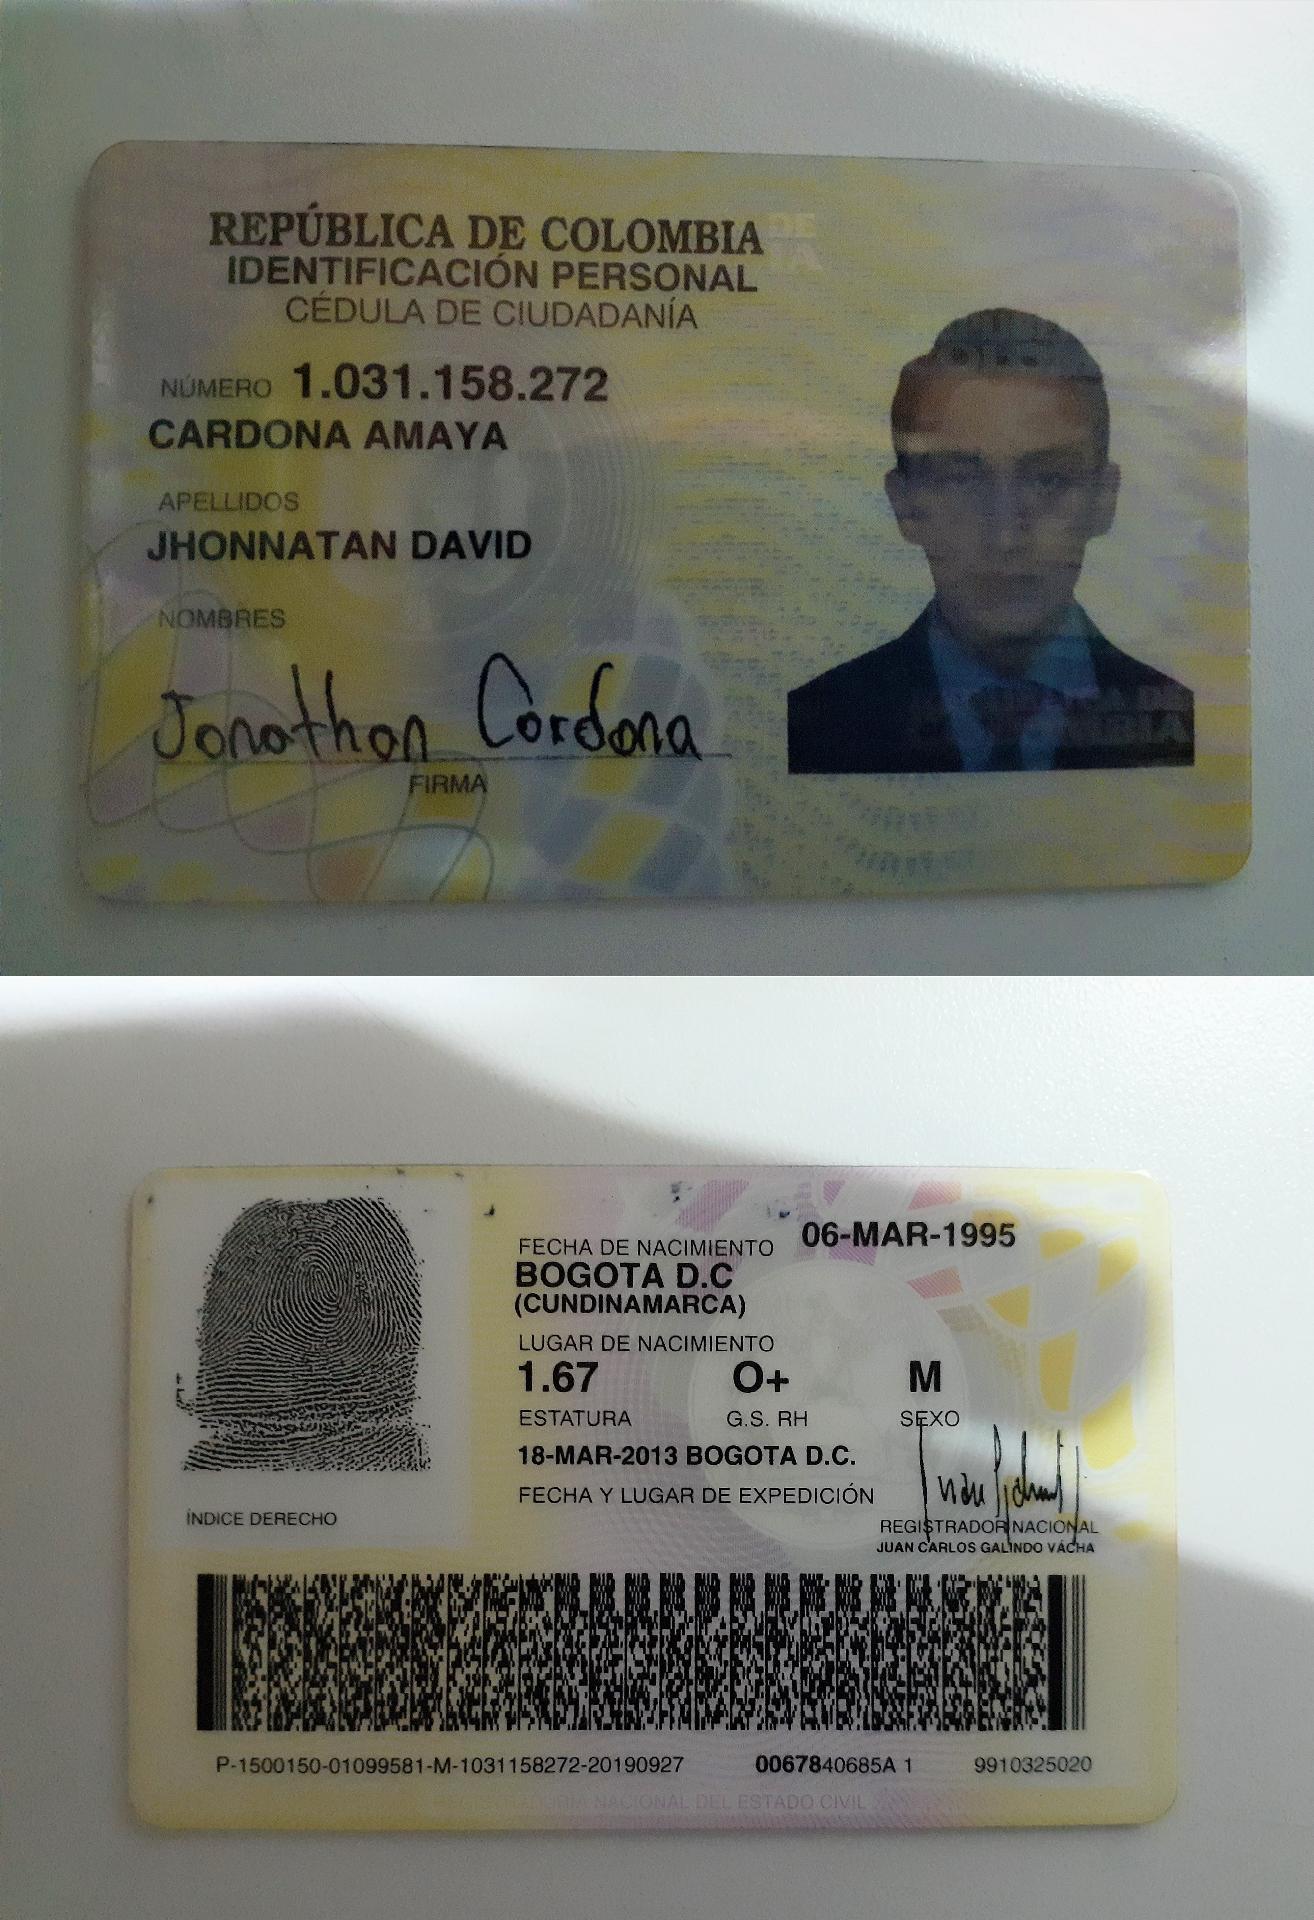 REPÚBLICA DE COLOMBIA
IDENTIFICACIÓN PERSONAL
CÉDULA DE CIUDADANÍA
NÚMERO 1.031.158.272
CARDONA AMAYA
APELLIDOS
JHONNATAN DAVID
NOMBRES
Jonathan Cardona
FIRMA
FECHA DE NACIMIENTO 06-MAR-1995
BOGOTA D.C
(CUNDINAMARCA)
LUGAR DE NACIMIENTO
1.67 O+ M
ESTATURA G.S. RH SEXO
18-MAR-2013 BOGOTA D.C.
FECHA Y LUGAR DE EXPEDICIÓN
ÍNDICE DERECHO
REGISTRADOR NACIONAL
JUAN CARLOS GALINDO VÁCHA
P-1500150-01099581-M-1031158272-20190927 0067840685A 1 9910325020
REGISTRADURIA NACIONAL DEL ESTADO CIVIL